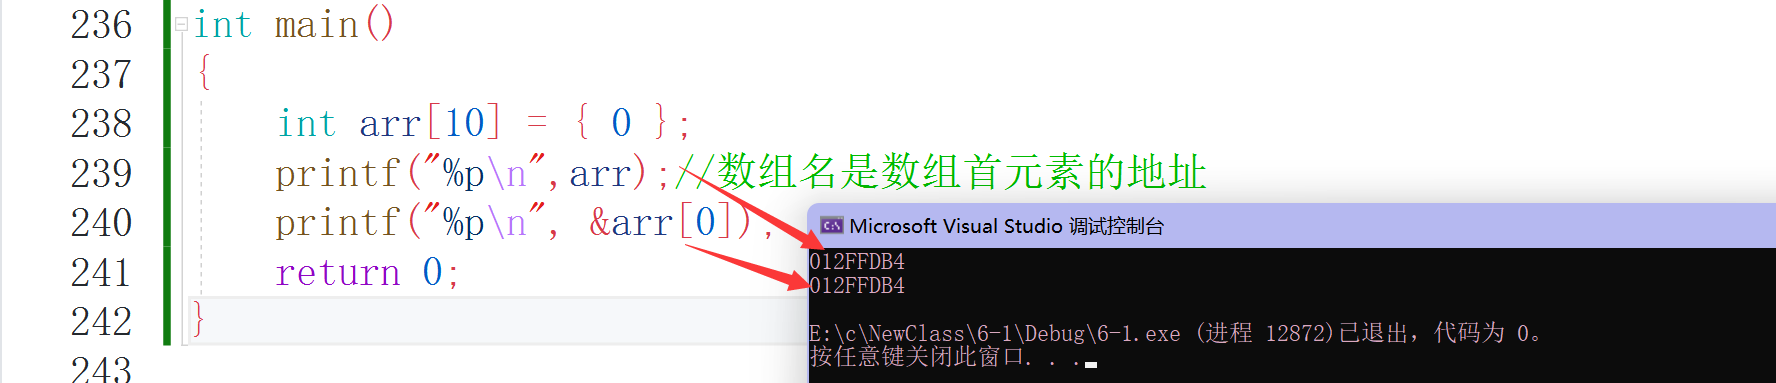 236 int main()
237 {
238 int arr[10] = { 0 };
239 printf("%p\n",arr);//数组名是数组首元素的地址
240 printf("%p\n", &arr[0]);
241 return 0;
242 }
243
Microsoft Visual Studio 调试控制台
012FFDB4
012FFDB4
E:\c\NewClass\6-1\Debug\6-1.exe (进程 12872)已退出，代码为 0。
按任意键关闭此窗口. . .